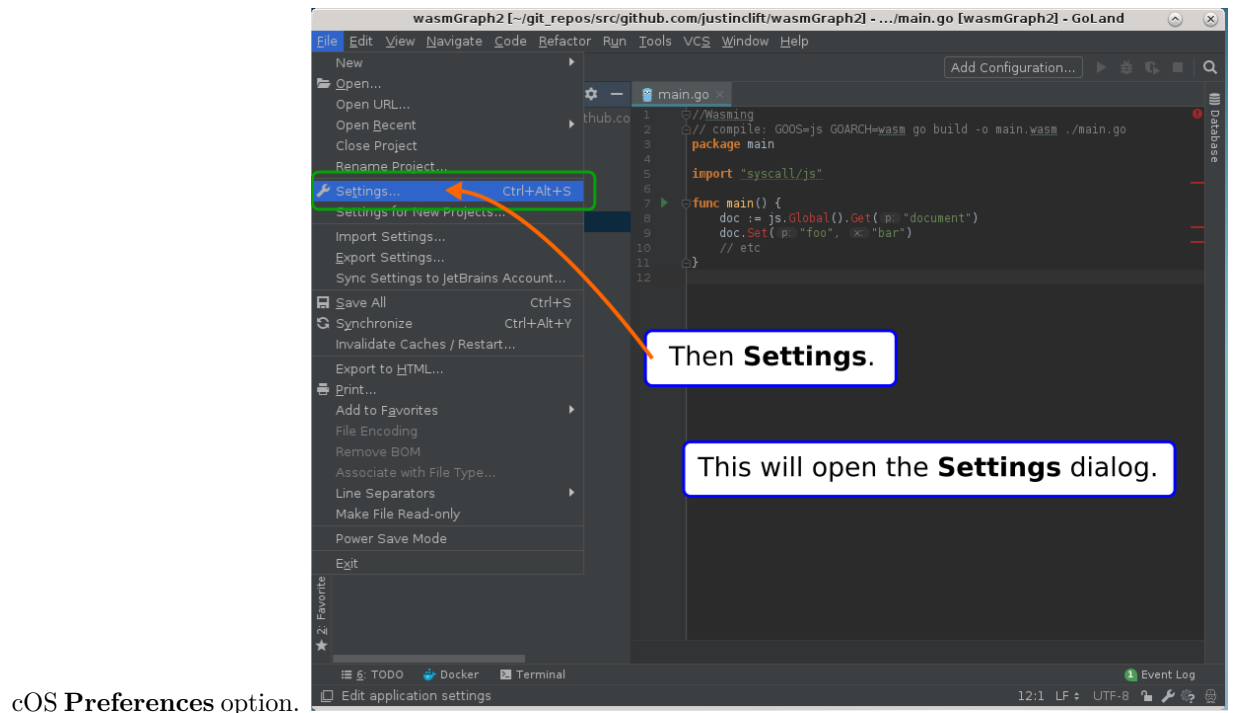 wasmGraph2 [~/git_repos/src/github.com/justinclift/wasmGraph2] - .../main.go [wasmGraph2] - GoLand
File Edit View Navigate Code Refactor Run Tools VCS Window Help
New
Open...
Open URL...
Open Recent
Close Project
Rename Project...
Settings... Ctrl+Alt+S
Settings for New Projects...
Import Settings...
Export Settings...
Sync Settings to JetBrains Account...
Save All Ctrl+S
Synchronize Ctrl+Alt+Y
Invalidate Caches / Restart...
Export to HTML...
Print...
Add to Favorites
File Encoding
Remove BOM
Associate with File Type...
Line Separators
Make File Read-only
Power Save Mode
Exit
Add Configuration...
thub.co
main.go
1 //Wasming
2 // compile: GOOS=js GOARCH=wasm go build -o main.wasm ./main.go
3 package main
4
5 import "syscall/js"
6
7 func main() {
8 doc := js.Global().Get( p: "document")
9 doc.Set( p: "foo", x: "bar")
10 // etc
11 }
12
Database
Then Settings.
This will open the Settings dialog.
2: Favorite
6: TODO Docker Terminal
1 Event Log
Edit application settings
12:1 LF UTF-8
cOS Preferences option.